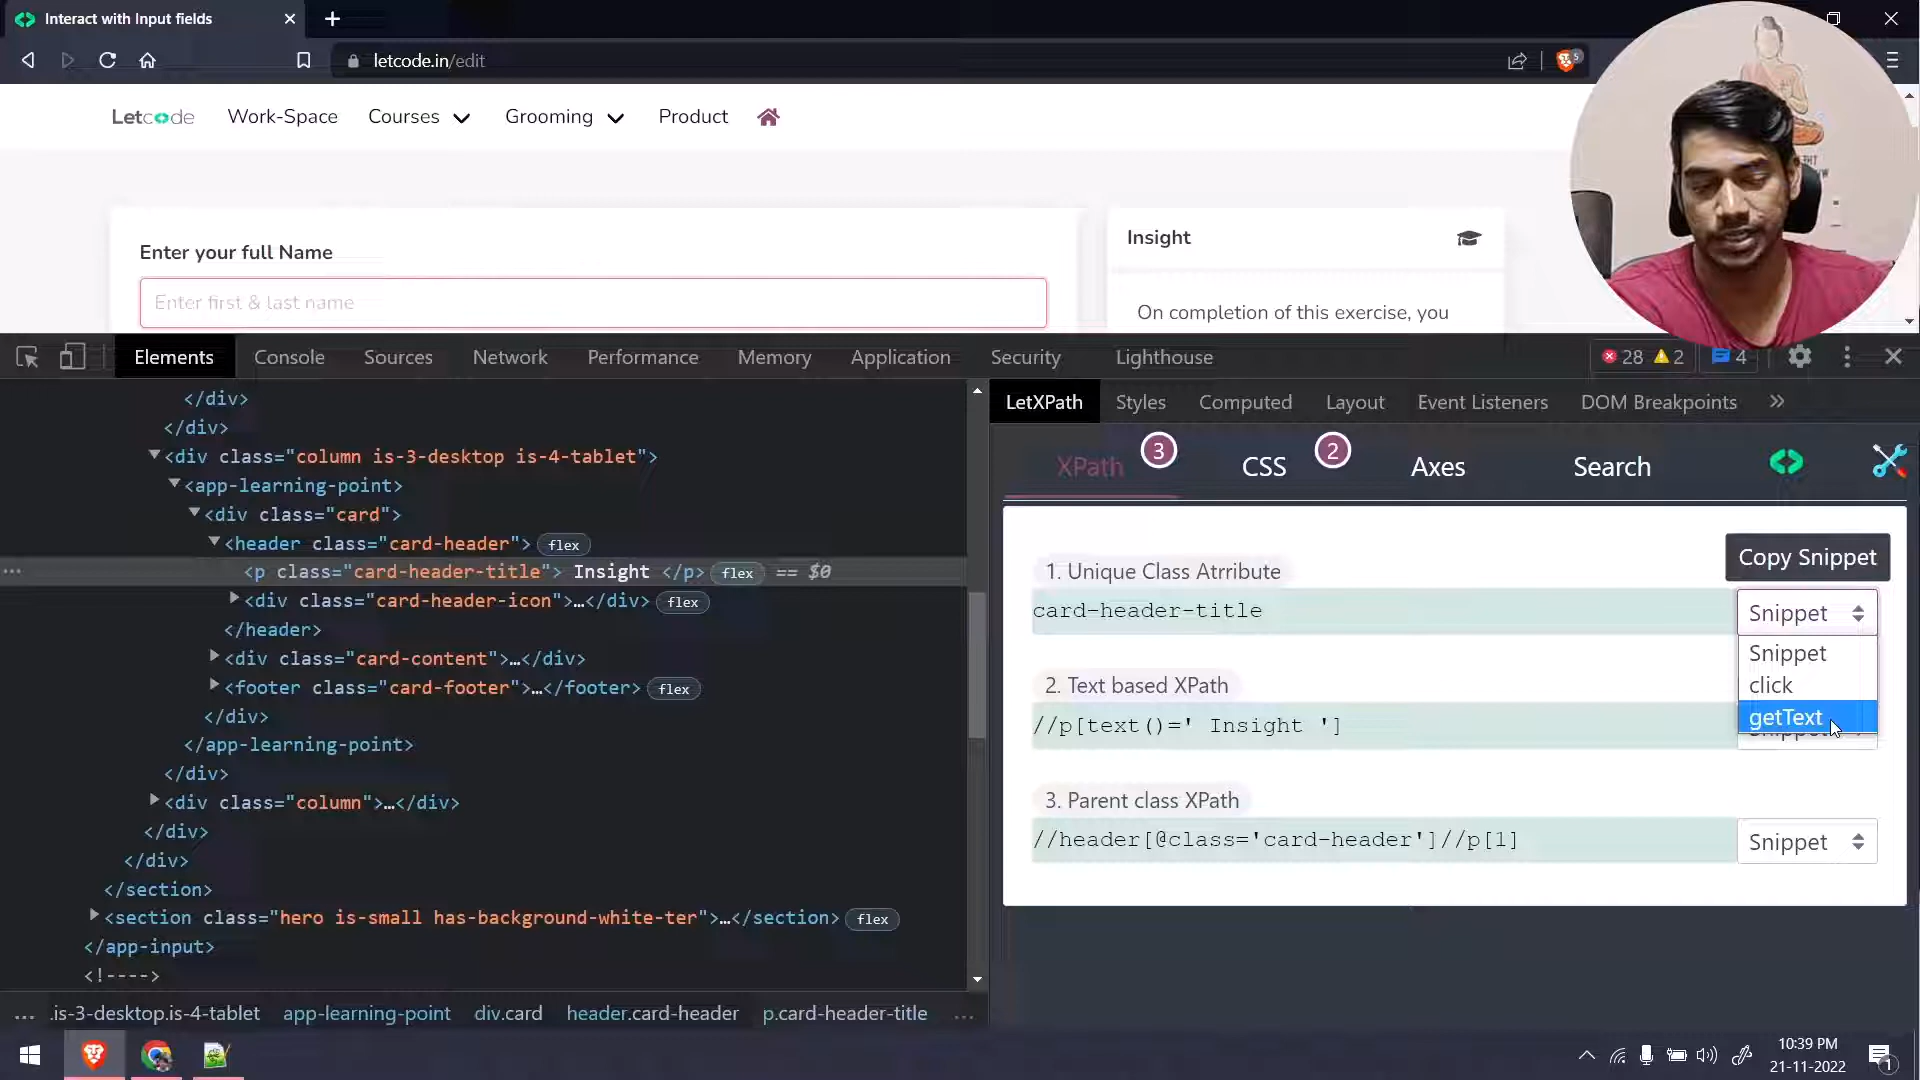 Interact with Input fields
letcode.in/edit
5
Letcode
Work-Space
Courses
Grooming
Product
Enter your full Name
Enter first & last name
Insight
On completion of this exercise, you
Elements
Console
Sources
Network
Performance
Memory
Application
Security
Lighthouse
28
2
4
</div>
</div>
<div class="column is-3-desktop is-4-tablet">
<app-learning-point>
<div class="card">
<header class="card-header"> flex
... <p class="card-header-title"> Insight </p> flex == $0
<div class="card-header-icon">…</div> flex
</header>
<div class="card-content">…</div>
<footer class="card-footer">…</footer> flex
</div>
</app-learning-point>
</div>
<div class="column">…</div>
</div>
</div>
</section>
<section class="hero is-small has-background-white-ter">…</section> flex
</app-input>
<!---->
... .is-3-desktop.is-4-tablet app-learning-point div.card header.card-header p.card-header-title ...
LetXPath
Styles
Computed
Layout
Event Listeners
DOM Breakpoints
XPath
3
CSS
2
Axes
Search
Copy Snippet
1. Unique Class Atrribute
card-header-title
Snippet
Snippet
click
getText
2. Text based XPath
//p[text()=' Insight ']
Snippet
3. Parent class XPath
//header[@class='card-header']//p[1]
Snippet
10:39 PM
21-11-2022
1